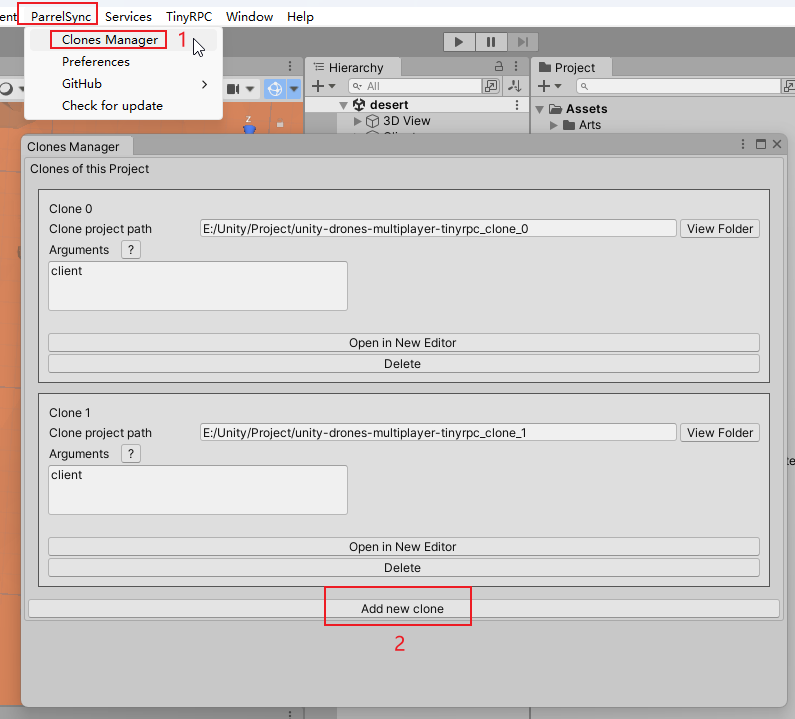 ent ParrelSync Services TinyRPC Window Help
Clones Manager 1
Preferences
GitHub
Check for update
Hierarchy
All
desert
3D View
Project
Assets
Arts
z
Clones Manager
Clones of this Project
Clone 0
Clone project path E:/Unity/Project/unity-drones-multiplayer-tinyrpc_clone_0 View Folder
Arguments ?
client
Open in New Editor
Delete
Clone 1
Clone project path E:/Unity/Project/unity-drones-multiplayer-tinyrpc_clone_1 View Folder
Arguments ?
client
te
Open in New Editor
Delete
Add new clone
2